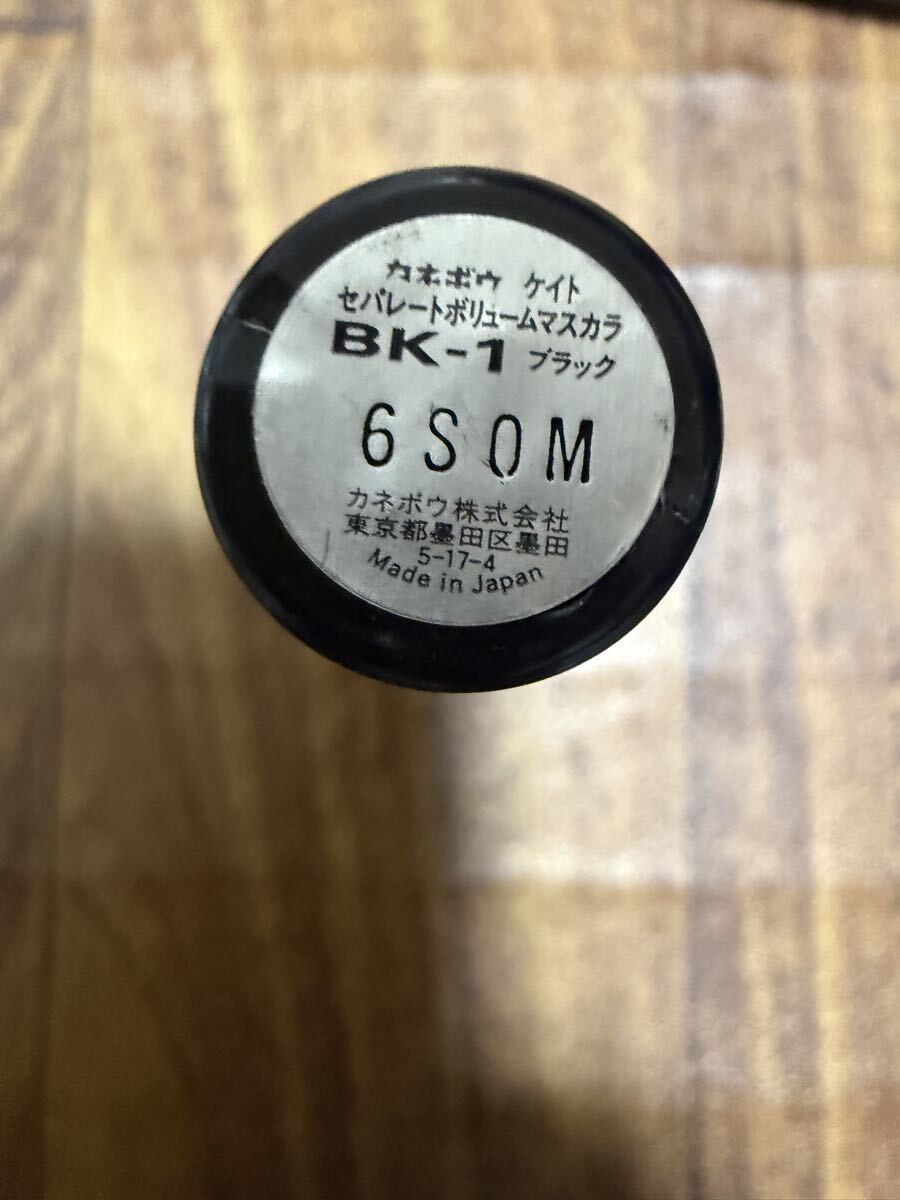 カネボウ ケイト
セパレートボリュームマスカラ
BK-1 ブラック
6S0M
カネボウ株式会社
東京都墨田区墨田
5-17-4
Made in Japan